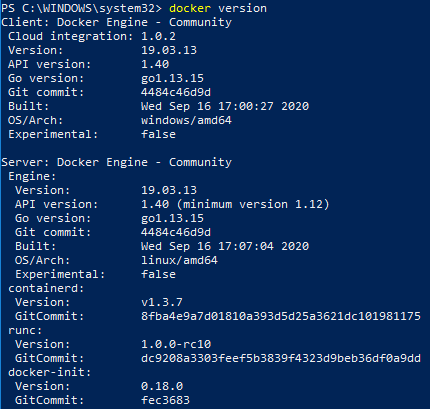 PS C:\WINDOWS\system32> docker version
Client: Docker Engine - Community
 Cloud integration: 1.0.2
 Version:           19.03.13
 API version:       1.40
 Go version:        go1.13.15
 Git commit:        4484c46d9d
 Built:             Wed Sep 16 17:00:27 2020
 OS/Arch:           windows/amd64
 Experimental:      false

Server: Docker Engine - Community
 Engine:
  Version:          19.03.13
  API version:      1.40 (minimum version 1.12)
  Go version:       go1.13.15
  Git commit:       4484c46d9d
  Built:            Wed Sep 16 17:07:04 2020
  OS/Arch:          linux/amd64
  Experimental:     false
 containerd:
  Version:          v1.3.7
  GitCommit:        8fba4e9a7d01810a393d5d25a3621dc101981175
 runc:
  Version:          1.0.0-rc10
  GitCommit:        dc9208a3303feef5b3839f4323d9beb36df0a9dd
 docker-init:
  Version:          0.18.0
  GitCommit:        fec3683